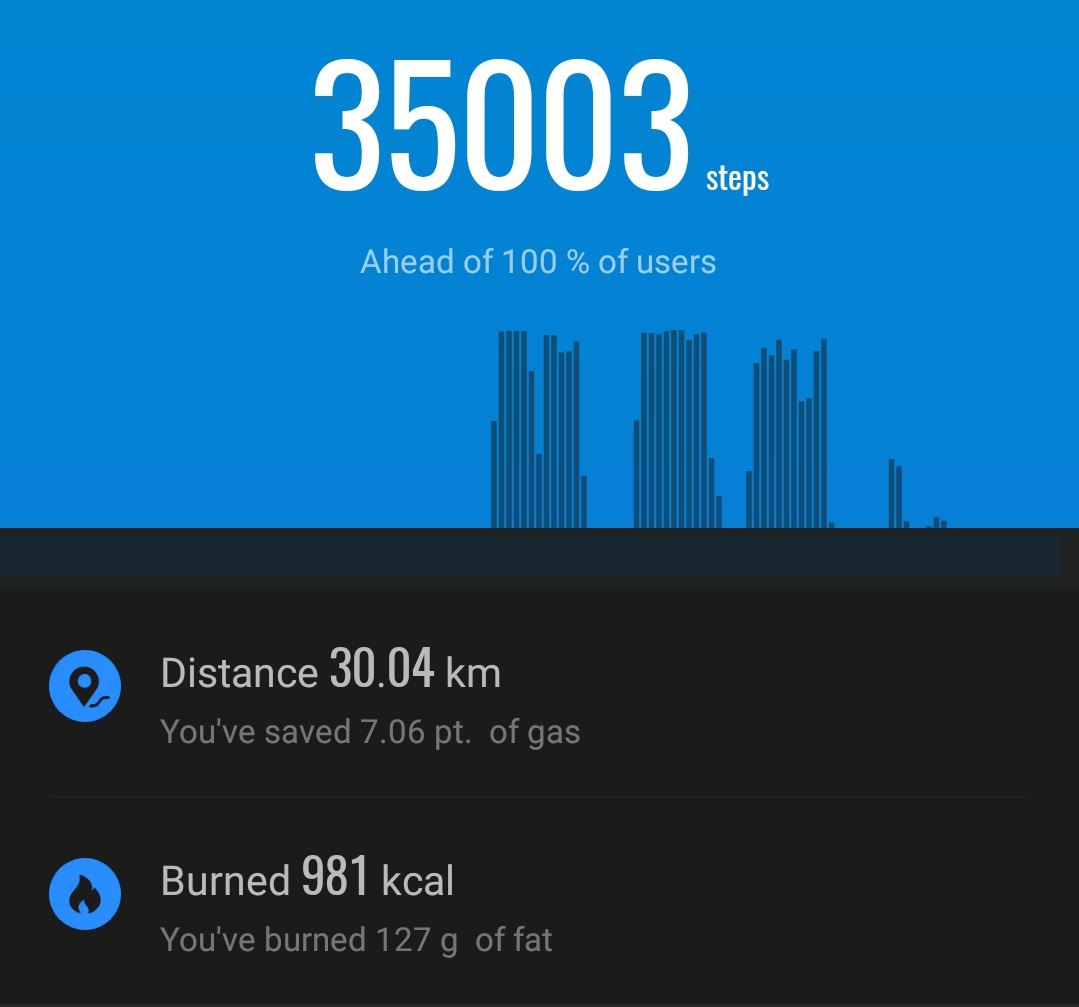 35003 steps
Ahead of 100 % of users
Distance 30.04 km
You've saved 7.06 pt.  of gas
Burned 981 kcal
You've burned 127 g  of fat